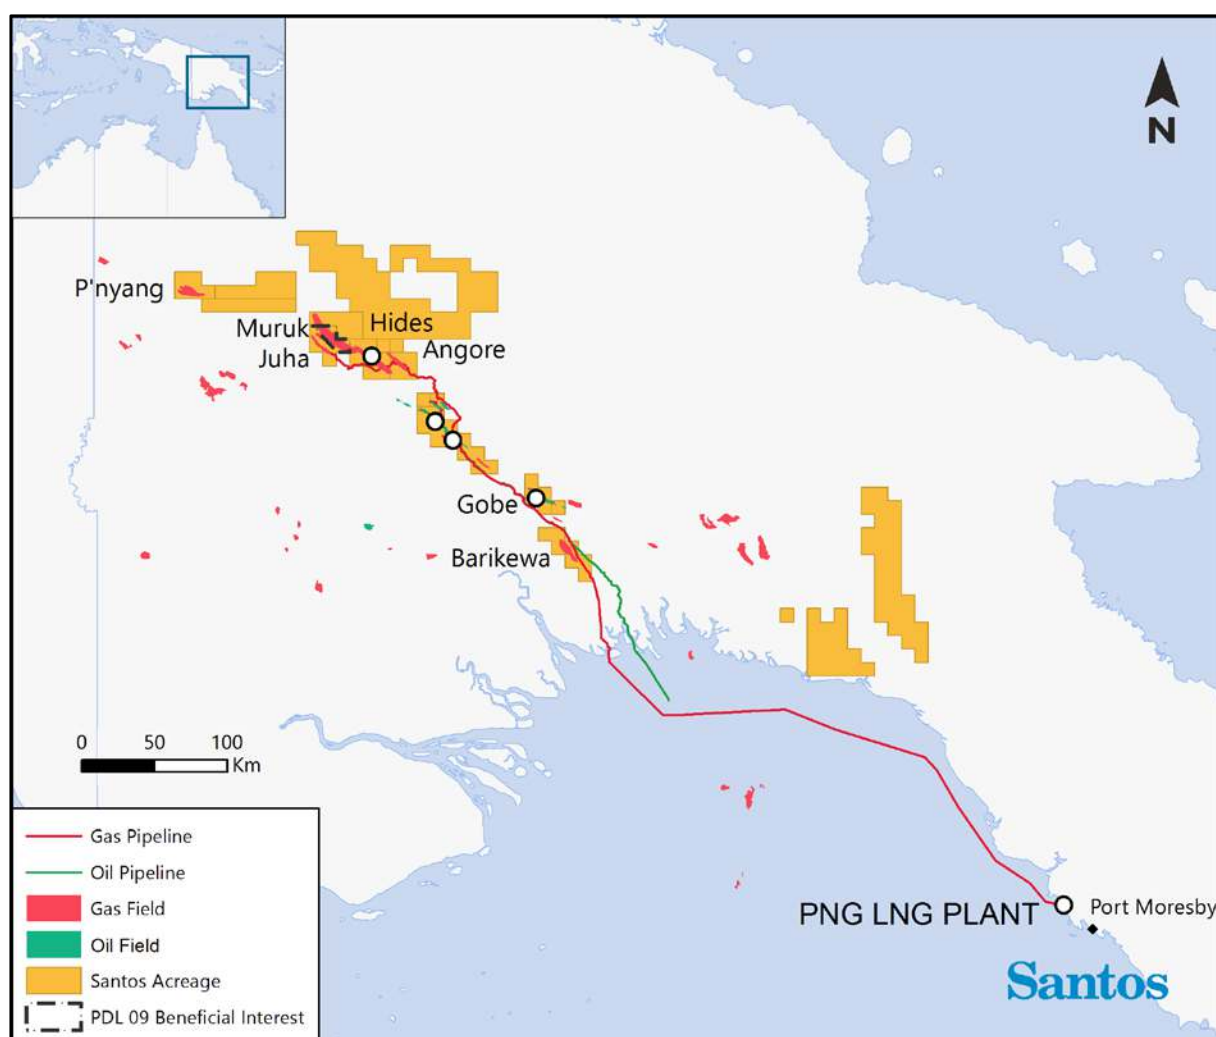 N
P'nyang
Muruk
Hides
Juha
Angore
Gobe
Barikewa
0 50 100
Km
Gas Pipeline
Oil Pipeline
Gas Field
Oil Field
Santos Acreage
PDL 09 Beneficial Interest
PNG LNG PLANT
Port Moresby
Santos